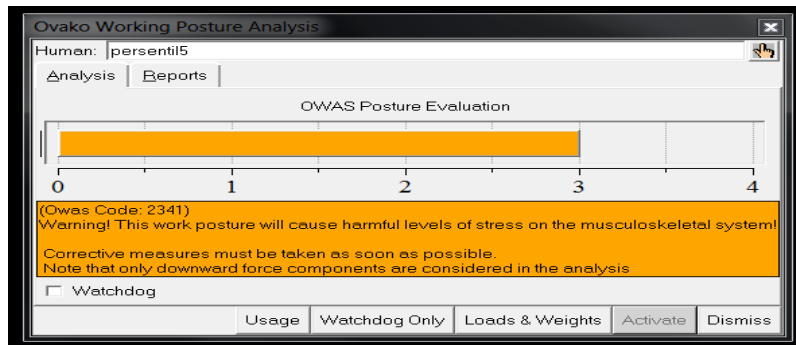 Ovako Working Posture Analysis
Human: persentil5
Analysis Reports
OWAS Posture Evaluation
0 1 2 3 4
(Owas Code: 2341)
Warning! This work posture will cause harmful levels of stress on the musculoskeletal system!
Corrective measures must be taken as soon as possible.
Note that only downward force components are considered in the analysis
Watchdog
Usage Watchdog Only Loads & Weights Activate Dismiss